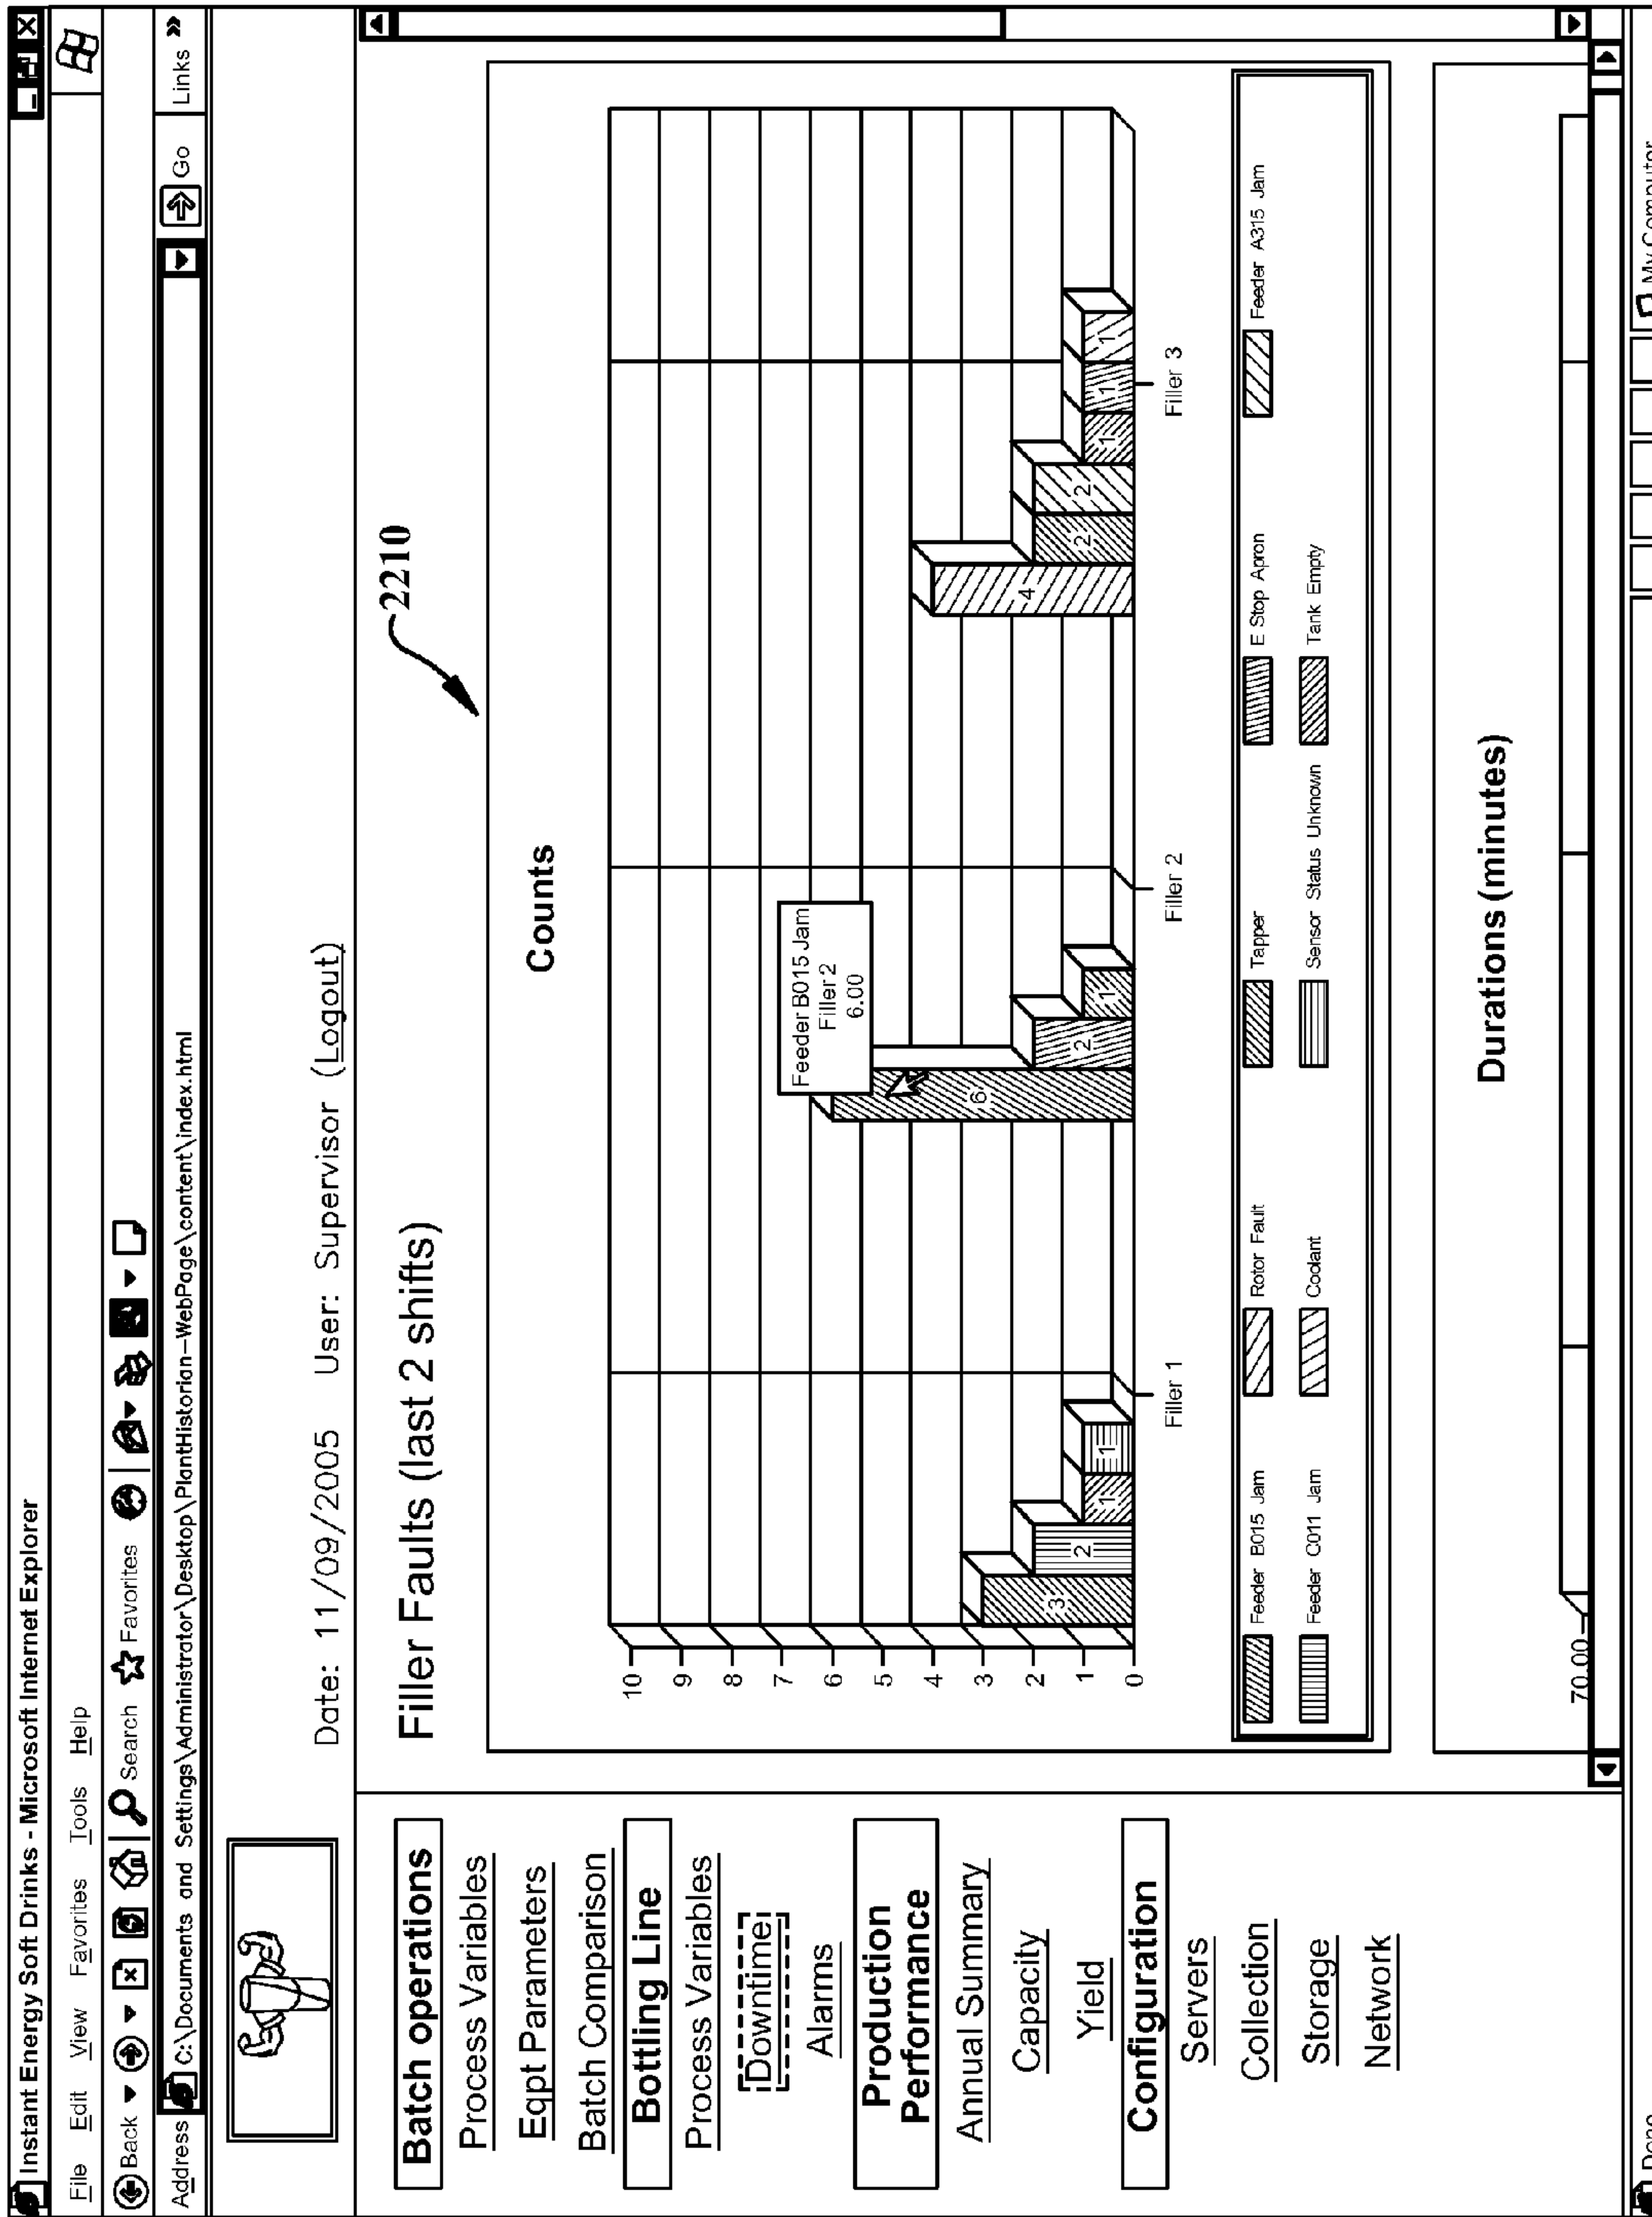 Instant Energy Soft Drinks - Microsoft Internet Explorer
File Edit View Favorites Tools Help
Back Search Favorites
Address C:\Documents and Settings\Administrator\Desktop\PlantHistorian—WebPage\content\index.html Go Links »
Date: 11/09/2005 User: Supervisor (Logout)
Batch operations
Process Variables
Eqpt Parameters
Batch Comparison
Bottling Line
Process Variables
Downtime
Alarms
Production
Performance
Annual Summary
Capacity
Yield
Configuration
Servers
Collection
Storage
Network
Filler Faults (last 2 shifts)
2210
Counts
10
9
8
7
6
5
4
3
2
1
0
3 2 1 1
6 2 1
4 2 2 1 1 1
Feeder B015 Jam
Filler 2
6.00
Filler 1 Filler 2 Filler 3
Feeder B015 Jam Rotor Fault Tapper E Stop Apron Feeder A315 Jam
Feeder C011 Jam Coolant Sensor Status Unknown Tank Empty
Durations (minutes)
70.00
Done My Computer